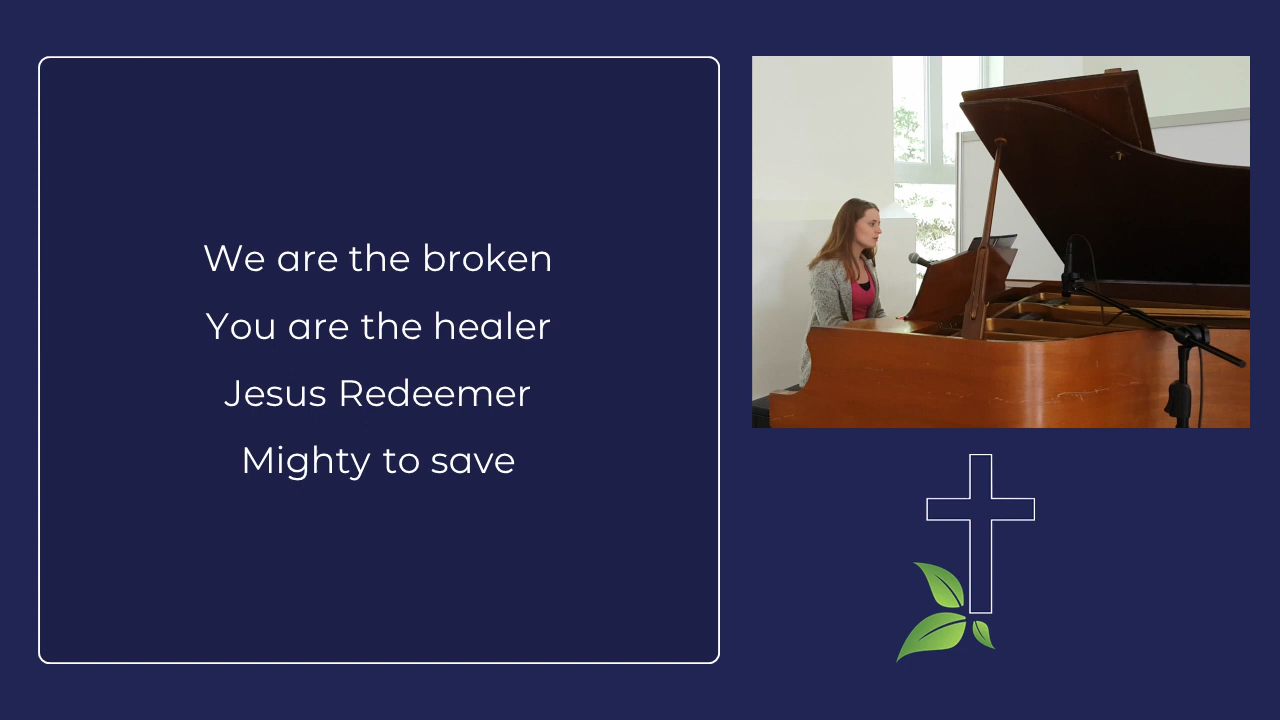 We are the broken
You are the healer
Jesus Redeemer
Mighty to save